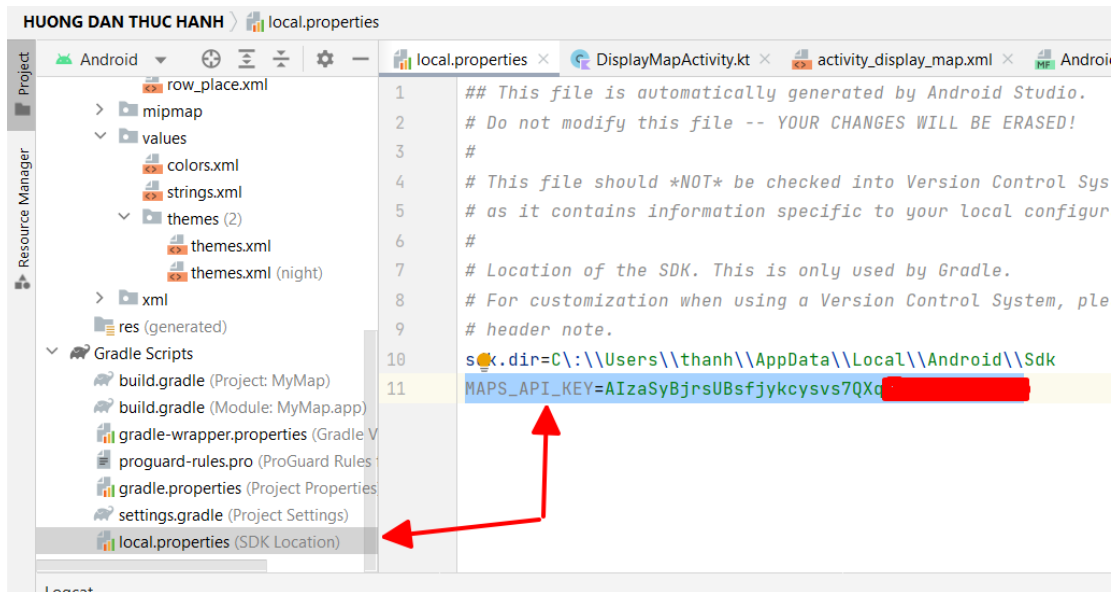 HUONG DAN THUC HANH local.properties
Project
Resource Manager
Android
row_place.xml
mipmap
values
colors.xml
strings.xml
themes (2)
themes.xml
themes.xml (night)
xml
res (generated)
Gradle Scripts
build.gradle (Project: MyMap)
build.gradle (Module: MyMap.app)
gradle-wrapper.properties (Gradle V
proguard-rules.pro (ProGuard Rules
gradle.properties (Project Properties
settings.gradle (Project Settings)
local.properties (SDK Location)
local.properties DisplayMapActivity.kt activity_display_map.xml MF Androi
1 ## This file is automatically generated by Android Studio.
2 # Do not modify this file -- YOUR CHANGES WILL BE ERASED!
3 #
4 # This file should *NOT* be checked into Version Control Sys
5 # as it contains information specific to your local configur
6 #
7 # Location of the SDK. This is only used by Gradle.
8 # For customization when using a Version Control System, ple
9 # header note.
10 sdk.dir=C\:\\Users\\thanh\\AppData\\Local\\Android\\Sdk
11 MAPS_API_KEY=AIzaSyBjrsUBsfjykcysvs7QXq
Logcat